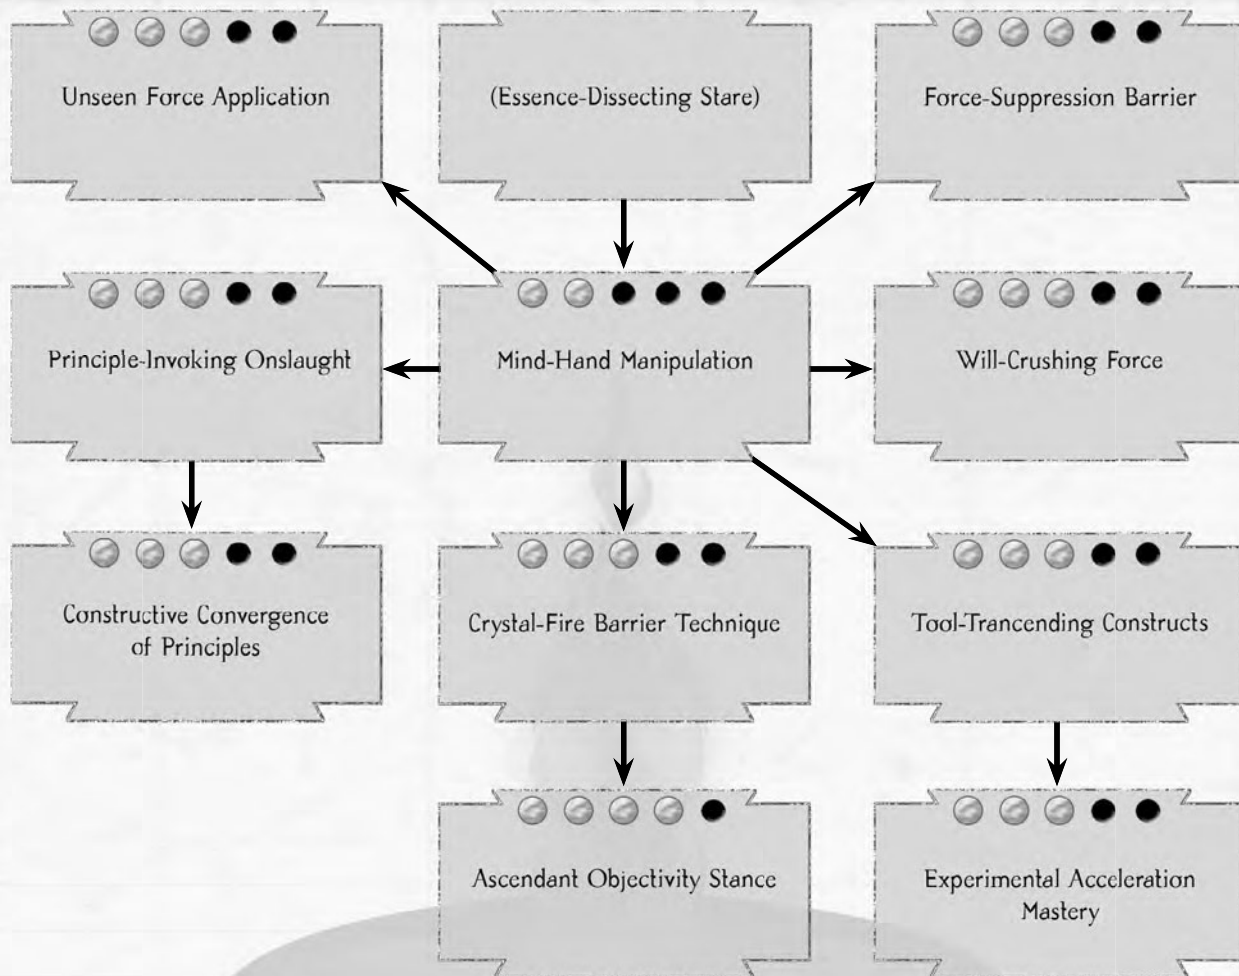 Unseen Force Application
(Essence-Dissecting Stare)
Force-Suppression Barrier
Principle-Invoking Onslaught
Mind-Hand Manipulation
Will-Crushing Force
Constructive Convergence
of Principles
Crystal-Fire Barrier Technique
Tool-Trancending Constructs
Ascendant Objectivity Stance
Experimental Acceleration
Mastery